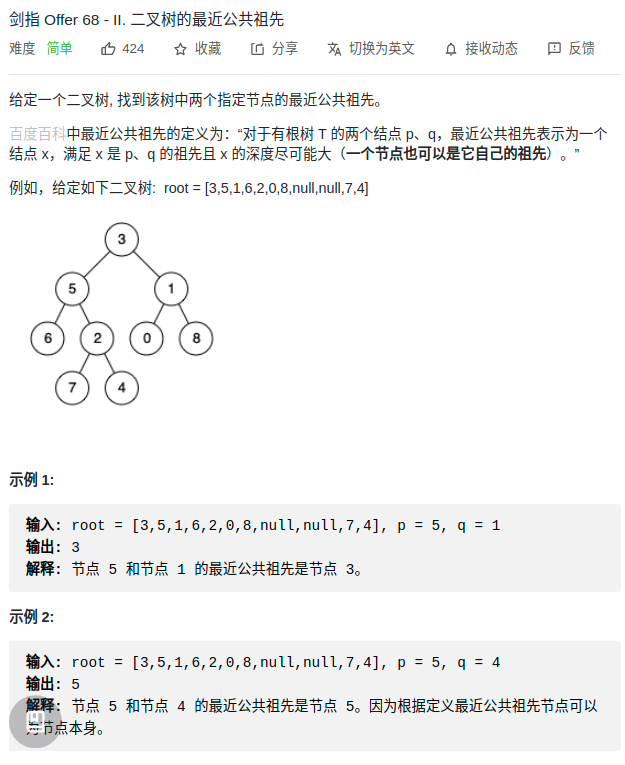 剑指 Offer 68 - II. 二叉树的最近公共祖先
难度 简单 424 收藏 分享 切换为英文 接收动态 反馈
给定一个二叉树, 找到该树中两个指定节点的最近公共祖先。
百度百科中最近公共祖先的定义为：“对于有根树 T 的两个结点 p、q，最近公共祖先表示为一个
结点 x，满足 x 是 p、q 的祖先且 x 的深度尽可能大（一个节点也可以是它自己的祖先）。”
例如，给定如下二叉树: root = [3,5,1,6,2,0,8,null,null,7,4]
3
5 1
6 2 0 8
7 4
示例 1:
输入: root = [3,5,1,6,2,0,8,null,null,7,4], p = 5, q = 1
输出: 3
解释: 节点 5 和节点 1 的最近公共祖先是节点 3。
示例 2:
输入: root = [3,5,1,6,2,0,8,null,null,7,4], p = 5, q = 4
输出: 5
解释: 节点 5 和节点 4 的最近公共祖先是节点 5。因为根据定义最近公共祖先节点可以
为节点本身。